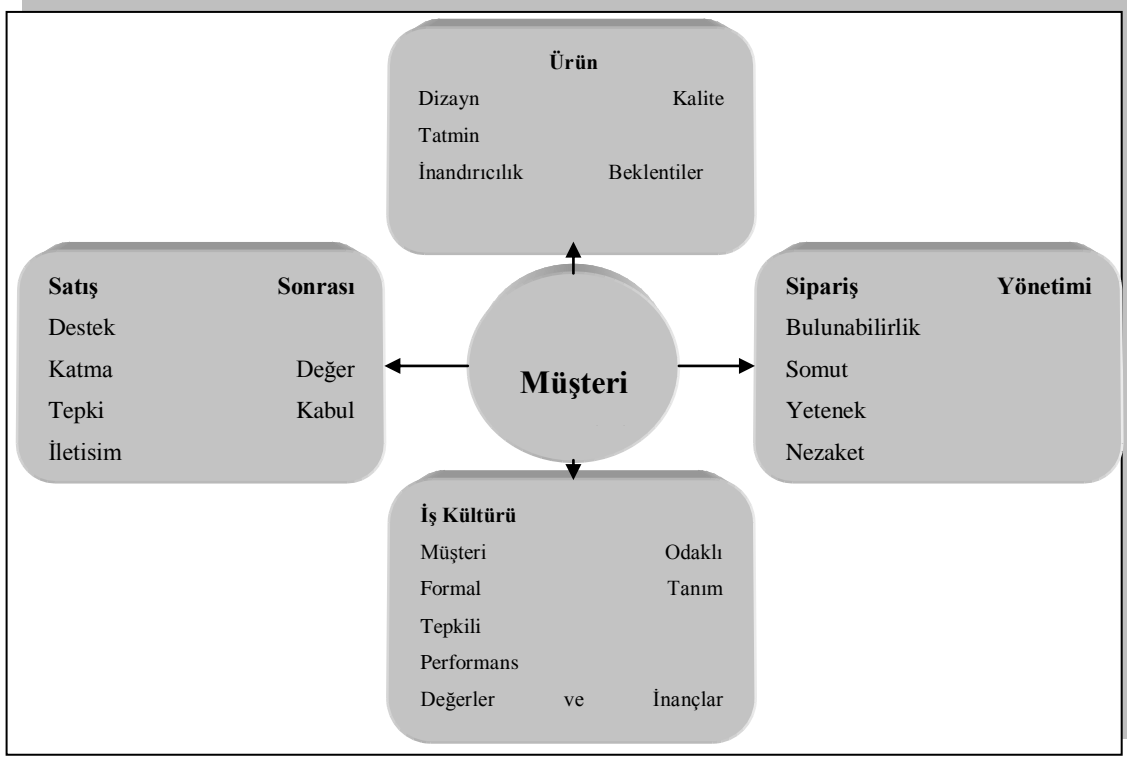 Ürün
Dizayn Kalite
Tatmin
İnandırıcılık Beklentiler
Satış Sonrası
Destek
Katma Değer
Tepki Kabul
İletisim
Müşteri
Sipariş Yönetimi
Bulunabilirlik
Somut
Yetenek
Nezaket
İş Kültürü
Müşteri Odaklı
Formal Tanım
Tepkili
Performans
Değerler ve İnançlar